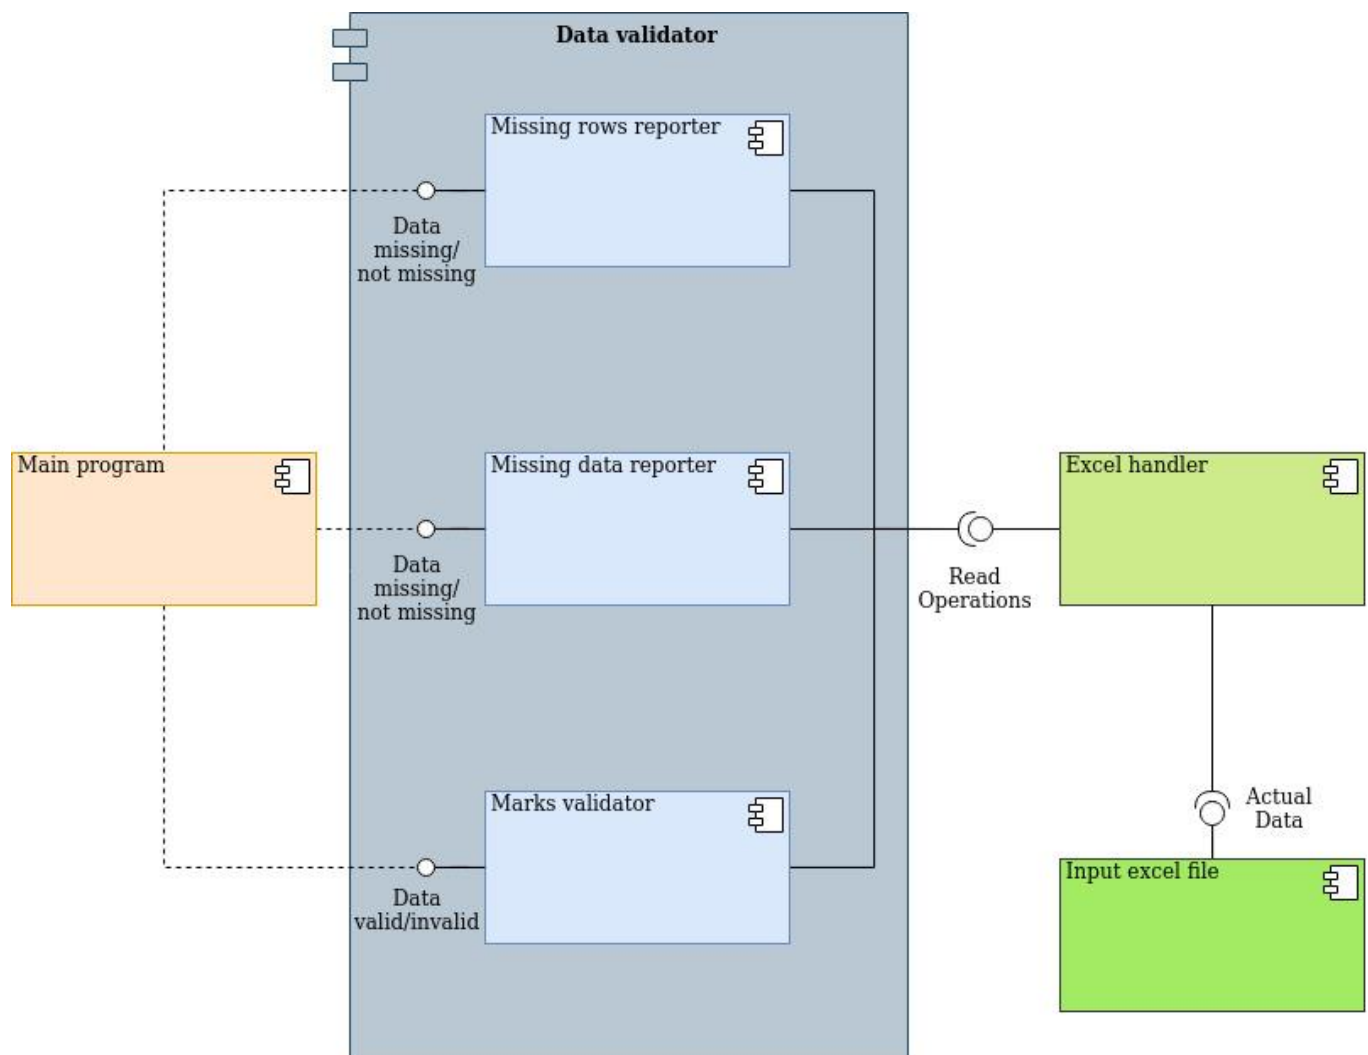 Data validator
Missing rows reporter
Data
missing/
not missing
Main program
Missing data reporter
Excel handler
Data
missing/
not missing
Read
Operations
Marks validator
Actual
Data
Input excel file
Data
valid/invalid